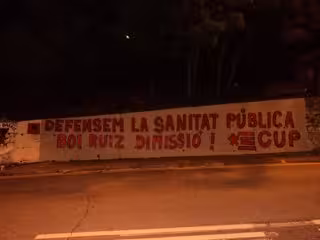 DEFENSEM LA SANITAT PÚBLICA
BOI RUIZ DIMISSIÓ! CUP